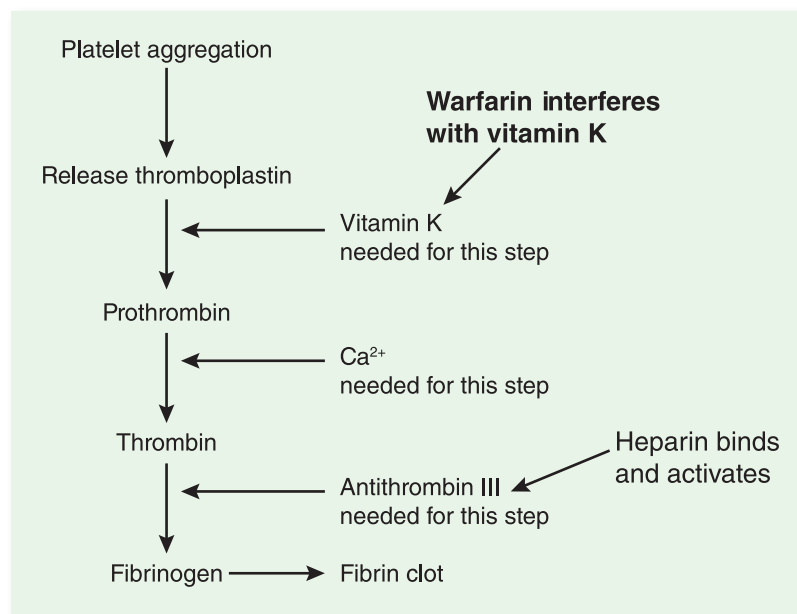 Platelet aggregation
Warfarin interferes
with vitamin K
Release thromboplastin
Vitamin K
needed for this step
Prothrombin
Ca²⁺
needed for this step
Thrombin
Heparin binds
and activates
Antithrombin III
needed for this step
Fibrinogen
Fibrin clot